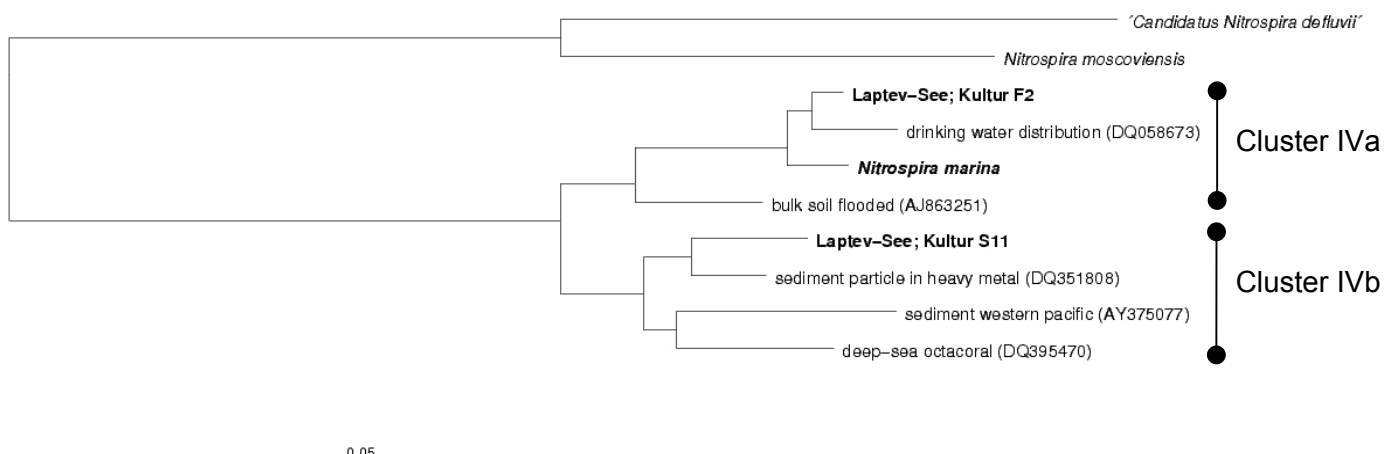 ´Candidatus Nitrospira defluvii´
Nitrospira moscoviensis
Laptev–See; Kultur F2
drinking water distribution (DQ058673)
Cluster IVa
Nitrospira marina
bulk soil flooded (AJ863251)
Laptev–See; Kultur S11
sediment particle in heavy metal (DQ351808)
Cluster IVb
sediment western pacific (AY375077)
deep–sea octacoral (DQ395470)
0.05